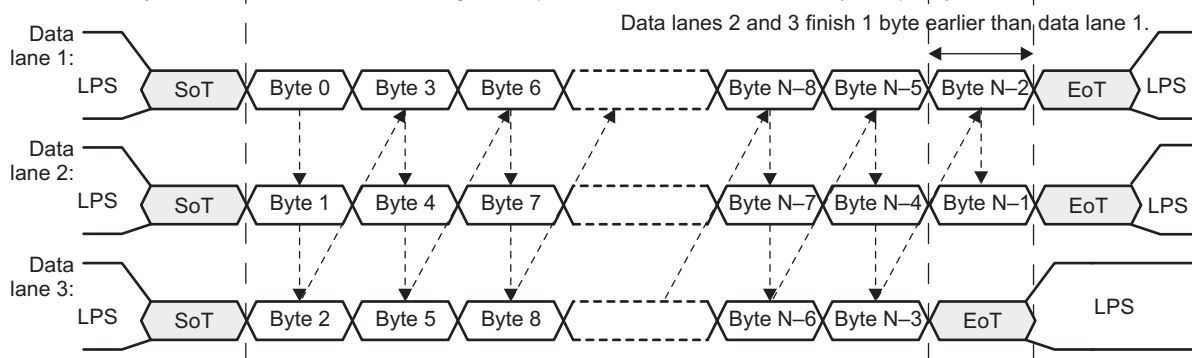 Data lanes 2 and 3 finish 1 byte earlier than data lane 1.
Data
lane 1:
LPS SoT Byte 0 Byte 3 Byte 6 Byte N–8 Byte N–5 Byte N–2 EoT LPS
Data
lane 2:
LPS SoT Byte 1 Byte 4 Byte 7 Byte N–7 Byte N–4 Byte N–1 EoT LPS
Data
lane 3:
LPS SoT Byte 2 Byte 5 Byte 8 Byte N–6 Byte N–3 EoT LPS